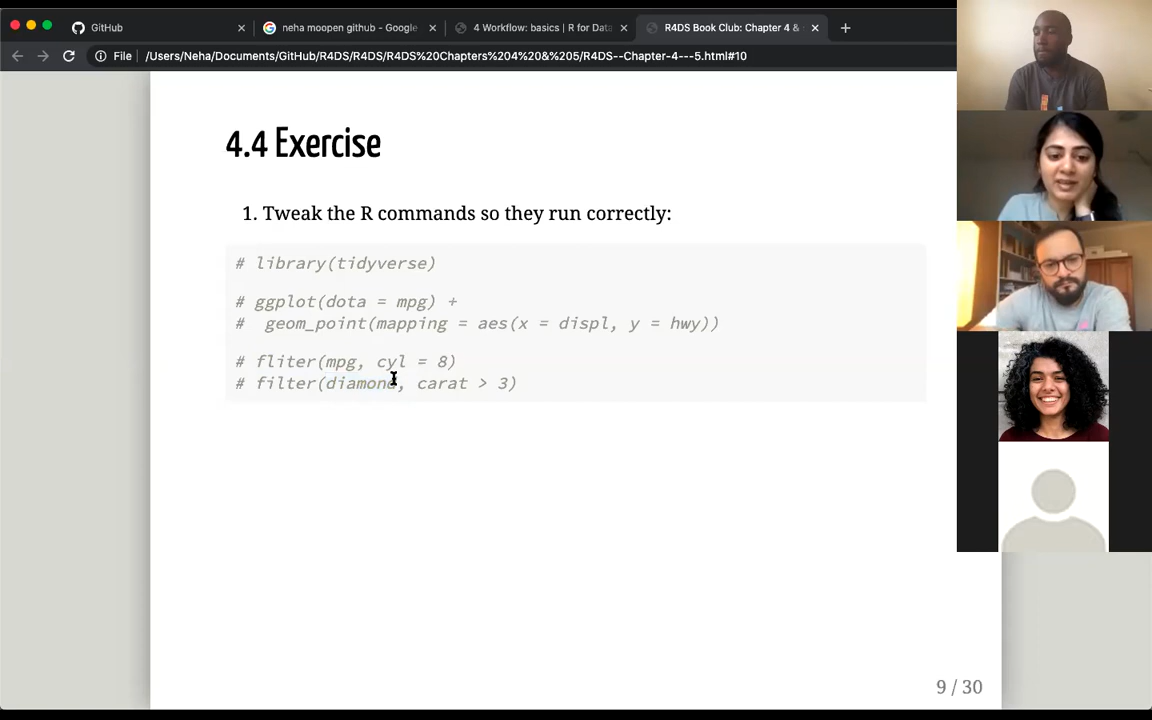 GitHub
neha moopen github - Google
4 Workflow: basics | R for Dat
R4DS Book Club: Chapter 4 &
File /Users/Neha/Documents/GitHub/R4DS/R4DS/R4DS%20Chapters%204%20&%205/R4DS--Chapter-4---5.html#10
4.4 Exercise
1. Tweak the R commands so they run correctly:
# library(tidyverse)
# ggplot(dota = mpg) +
# geom_point(mapping = aes(x = displ, y = hwy))
# fliter(mpg, cyl = 8)
# filter(diamond, carat > 3)
9 / 30